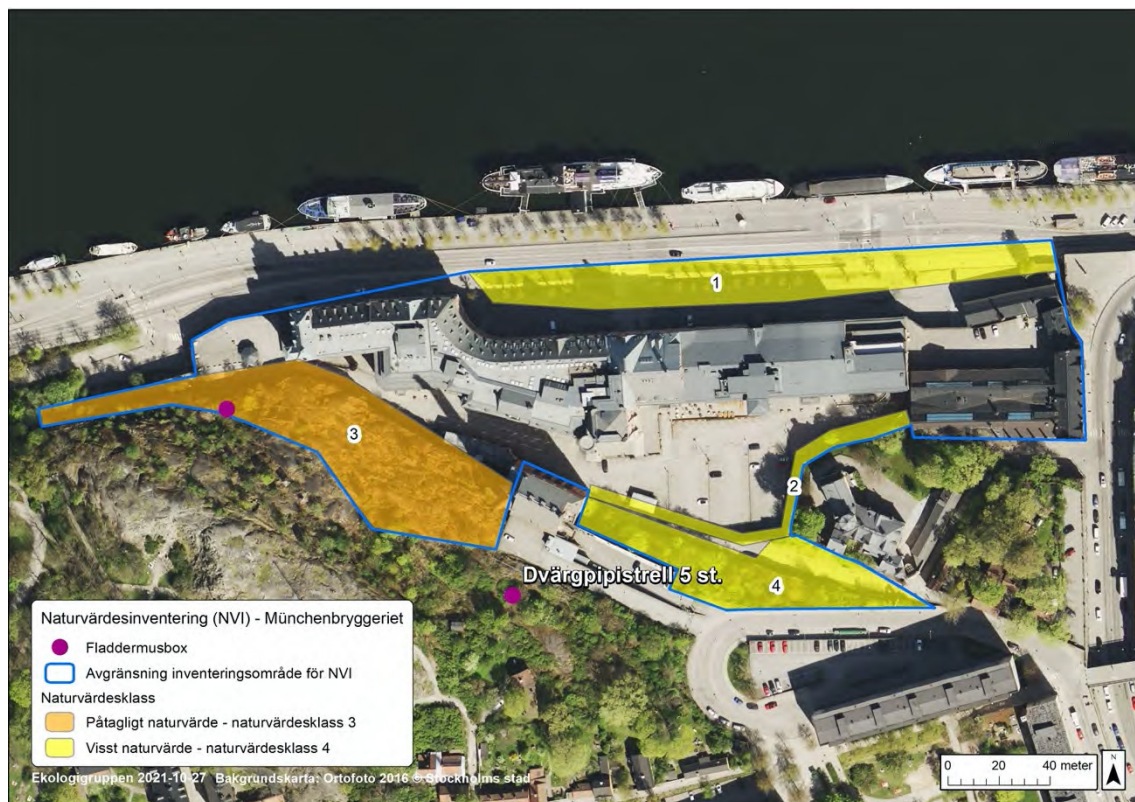 1
3
2
4
Dvärgpipistrell 5 st.
Naturvärdesinventering (NVI) - Münchenbryggeriet
Fladdermusbox
Avgränsning inventeringsområde för NVI
Naturvärdesklass
Påtagligt naturvärde - naturvärdesklass 3
Visst naturvärde - naturvärdesklass 4
Ekologigruppen 2021-10-27 Bakgrundskarta: Ortofoto 2016 © Stockholms stad
0 20 40 meter
N